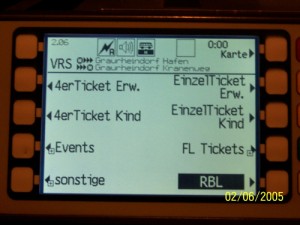 2.06
0:00
Karte
VRS
Graurheindorf Hafen
Graurheindorf Kranenweg
4erTicket Erw.
EinzelTicket
Erw.
4erTicket Kind
EinzelTicket
Kind
Events
FL Tickets
sonstige
RBL
02/06/2005